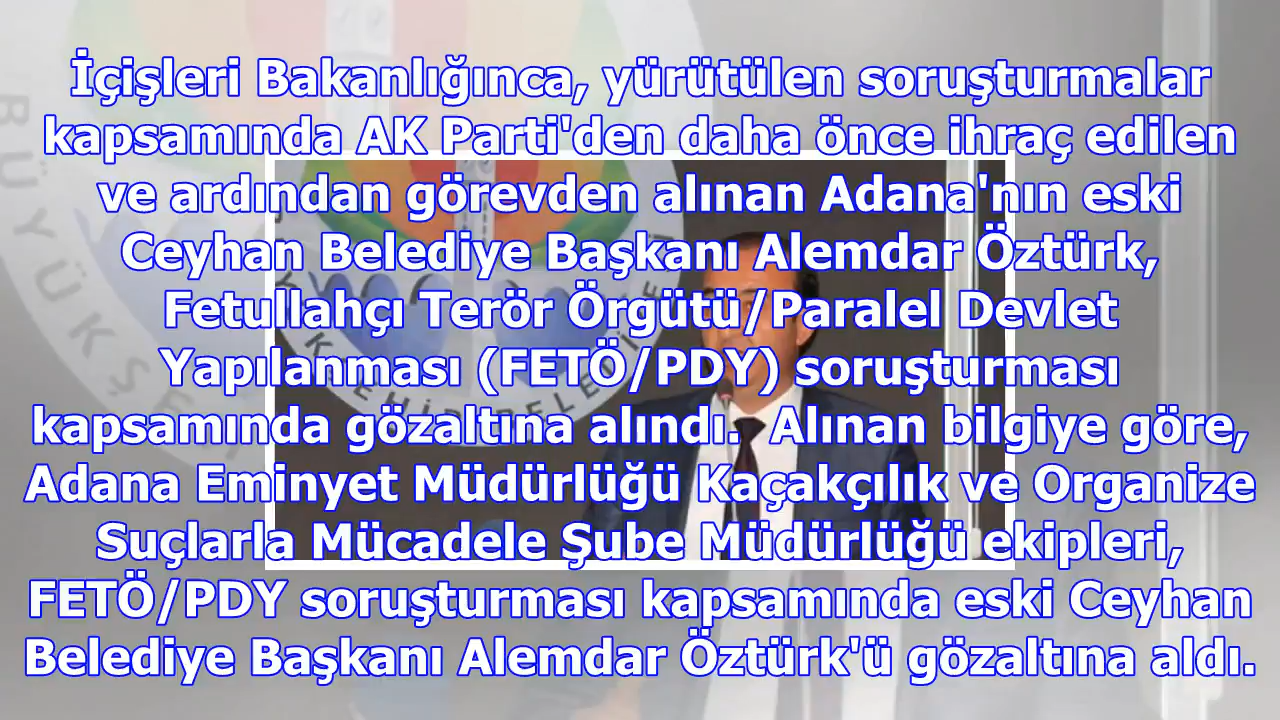 İçişleri Bakanlığınca, yürütülen soruşturmalar
kapsamında AK Parti'den daha önce ihraç edilen
ve ardından görevden alınan Adana'nın eski
Ceyhan Belediye Başkanı Alemdar Öztürk,
Fetullahçı Terör Örgütü/Paralel Devlet
Yapılanması (FETÖ/PDY) soruşturması
kapsamında gözaltına alındı.  Alınan bilgiye göre,
Adana Eminyet Müdürlüğü Kaçakçılık ve Organize
Suçlarla Mücadele Şube Müdürlüğü ekipleri,
FETÖ/PDY soruşturması kapsamında eski Ceyhan
Belediye Başkanı Alemdar Öztürk'ü gözaltına aldı.